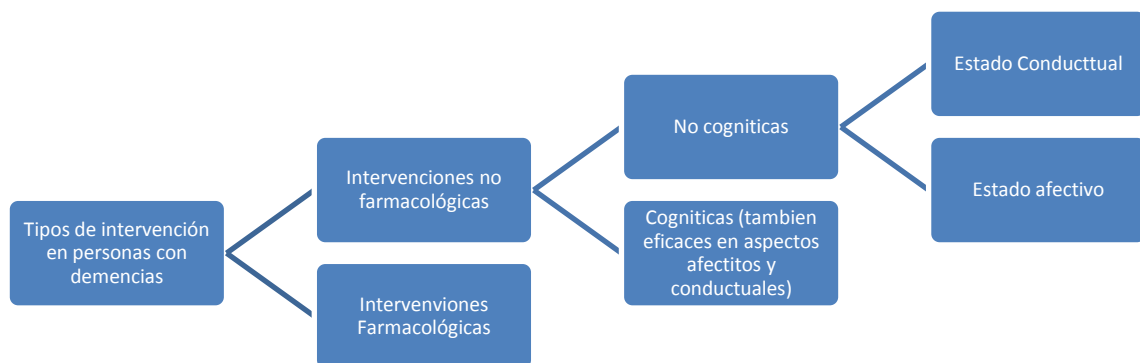 Tipos de intervención
en personas con
demencias
Intervenciones no
farmacológicas
Intervenviones
Farmacológicas
No cogniticas
Cogniticas (tambien
eficaces en aspectos
afectitos y
conductuales)
Estado Conducttual
Estado afectivo